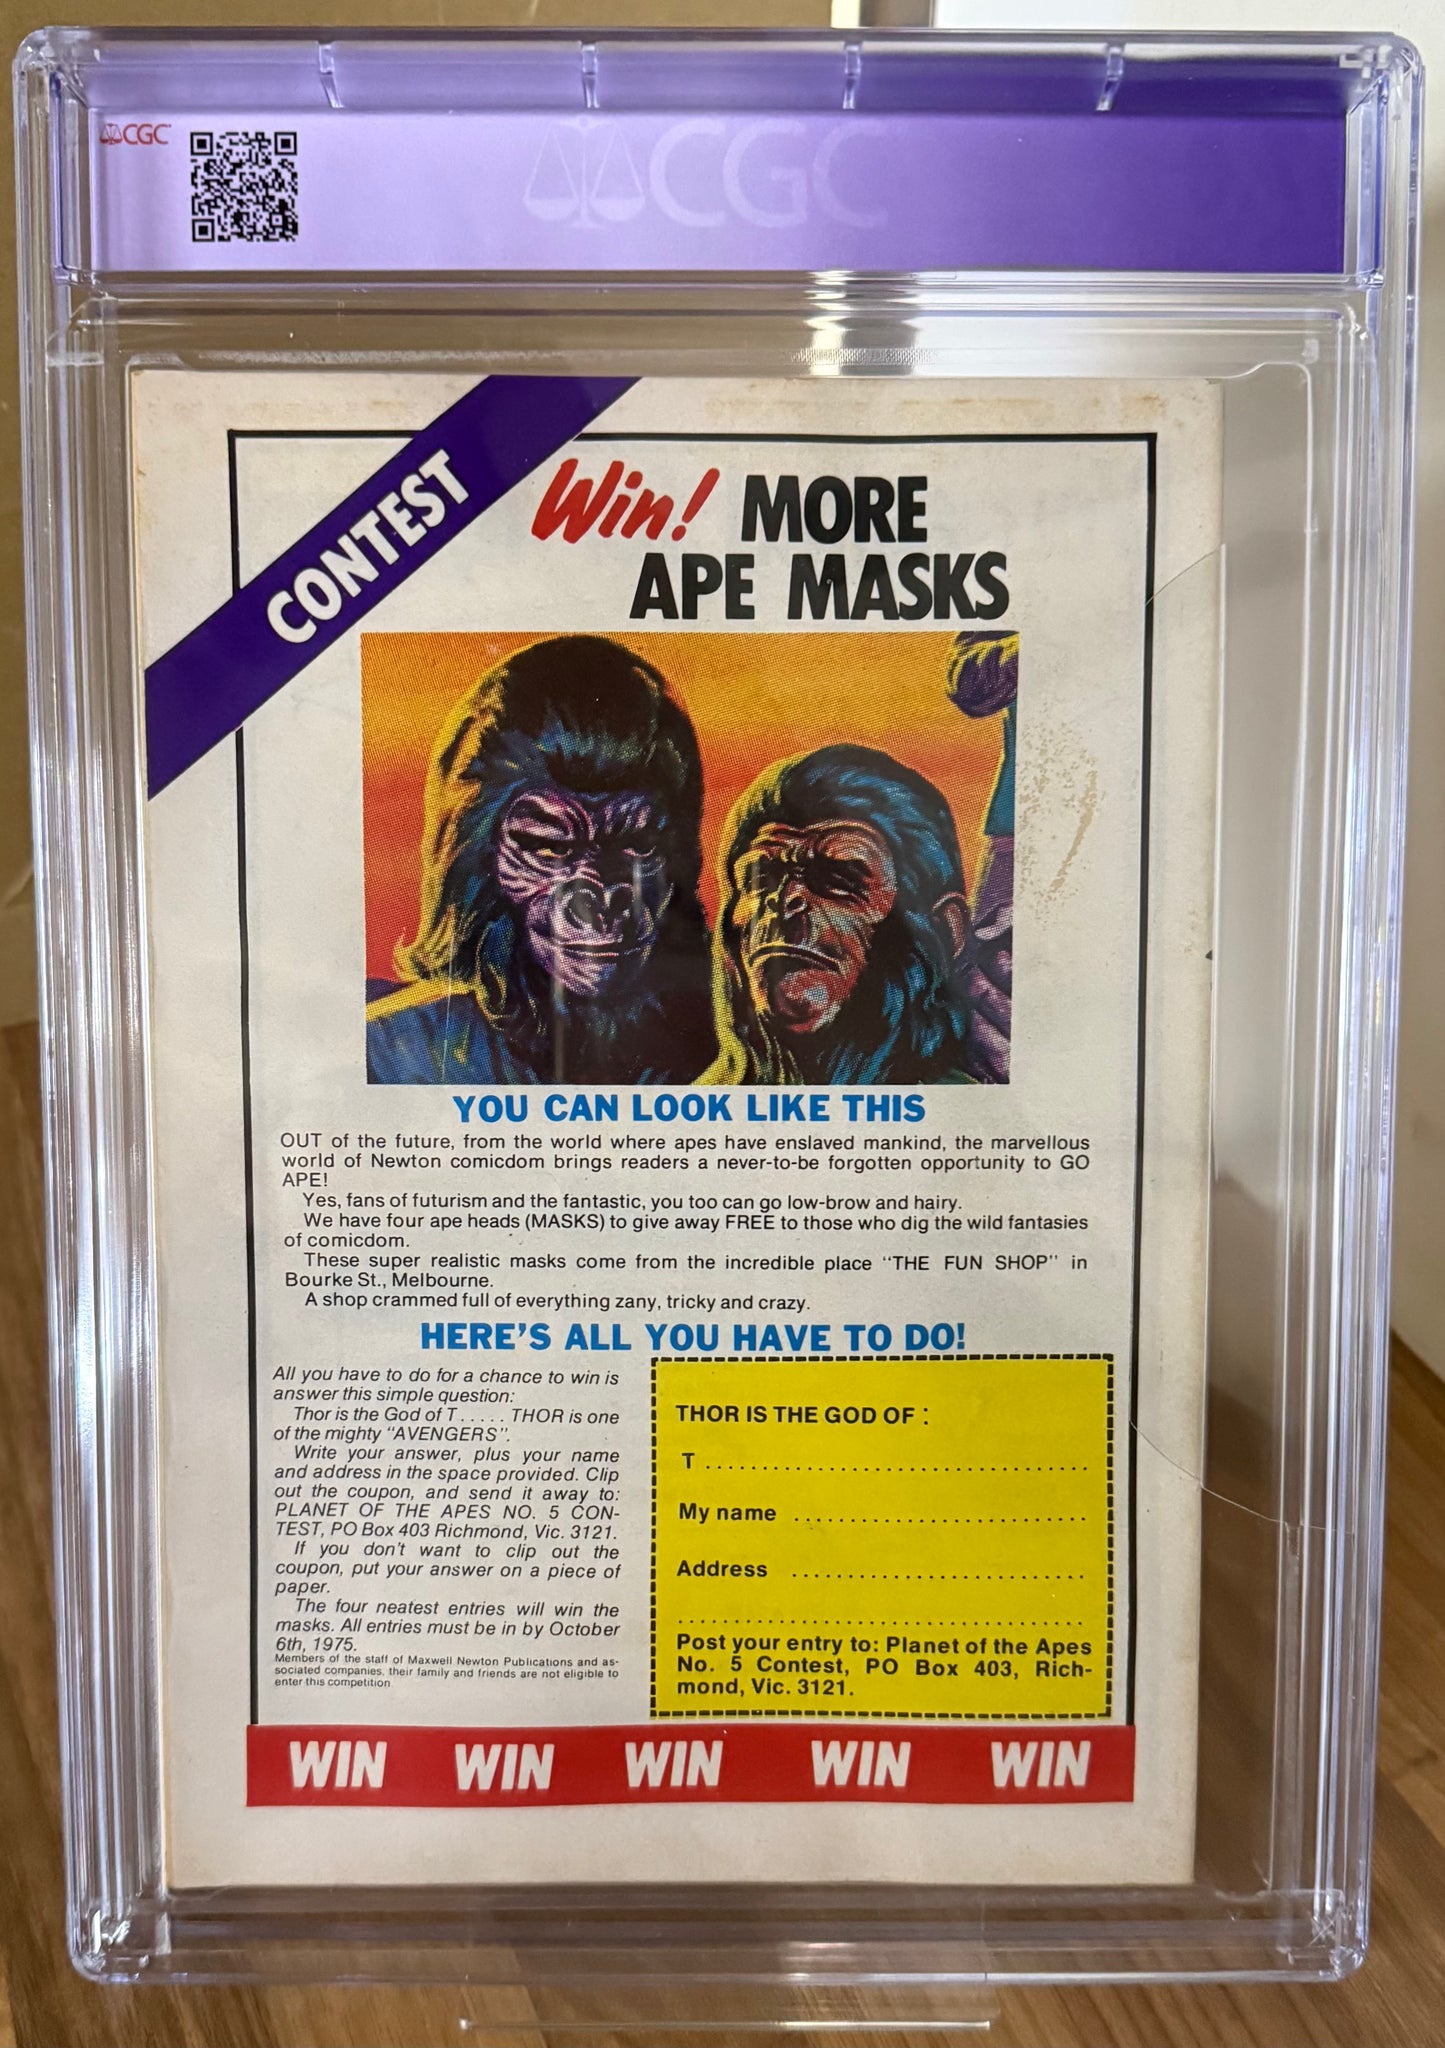 CGC
CGC
CONTEST
Win! MORE
APE MASKS
YOU CAN LOOK LIKE THIS
OUT of the future, from the world where apes have enslaved mankind, the marvellous
world of Newton comicdom brings readers a never-to-be forgotten opportunity to GO
APE!
Yes, fans of futurism and the fantastic, you too can go low-brow and hairy.
We have four ape heads (MASKS) to give away FREE to those who dig the wild fantasies
of comicdom.
These super realistic masks come from the incredible place "THE FUN SHOP" in
Bourke St., Melbourne.
A shop crammed full of everything zany, tricky and crazy.
HERE'S ALL YOU HAVE TO DO!
All you have to do for a chance to win is
answer this simple question:
Thor is the God of T..... THOR is one
of the mighty "AVENGERS".
Write your answer, plus your name
and address in the space provided. Clip
out the coupon, and send it away to:
PLANET OF THE APES NO. 5 CON-
TEST, PO Box 403 Richmond, Vic. 3121.
If you don't want to clip out the
coupon, put your answer on a piece of
paper.
The four neatest entries will win the
masks. All entries must be in by October
6th, 1975.
Members of the staff of Maxwell Newton Publications and as-
sociated companies, their family and friends are not eligible to
enter this competition.
THOR IS THE GOD OF :
T ..................................
My name ..........................
Address ..........................
....................................
Post your entry to: Planet of the Apes
No. 5 Contest, PO Box 403, Rich-
mond, Vic. 3121.
WIN WIN WIN WIN WIN